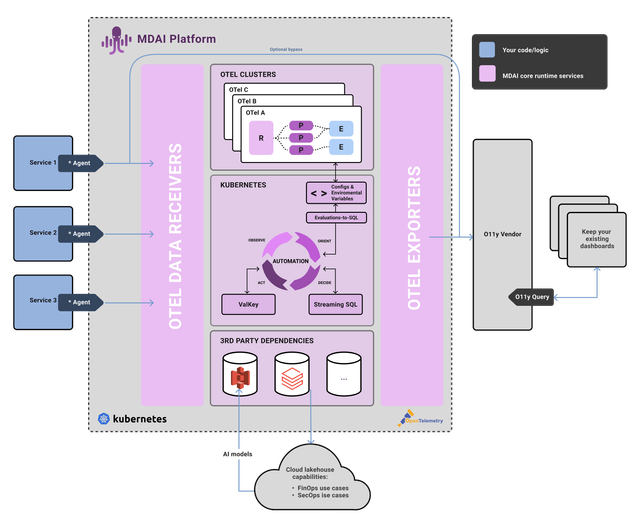 MDAI Platform
Optional bypass
Your code/logic
MDAI core runtime services
OTEL CLUSTERS
OTel C
OTel B
OTel A
R
P
P
P
E
E
Service 1
* Agent
Service 2
* Agent
Service 3
* Agent
OTEL DATA RECEIVERS
KUBERNETES
< >
Configs &
Enviromental
Variables
Evaluations-to-SQL
OBSERVE
ORIENT
AUTOMATION
ACT
DECIDE
ValKey
Streaming SQL
OTEL EXPORTERS
O11y Vendor
Keep your
existing
dashboards
O11y Query
3RD PARTY DEPENDENCIES
...
kubernetes
OpenTelemetry
AI models
Cloud lakehouse
capabilities:
• FinOps use cases
• SecOps ise cases